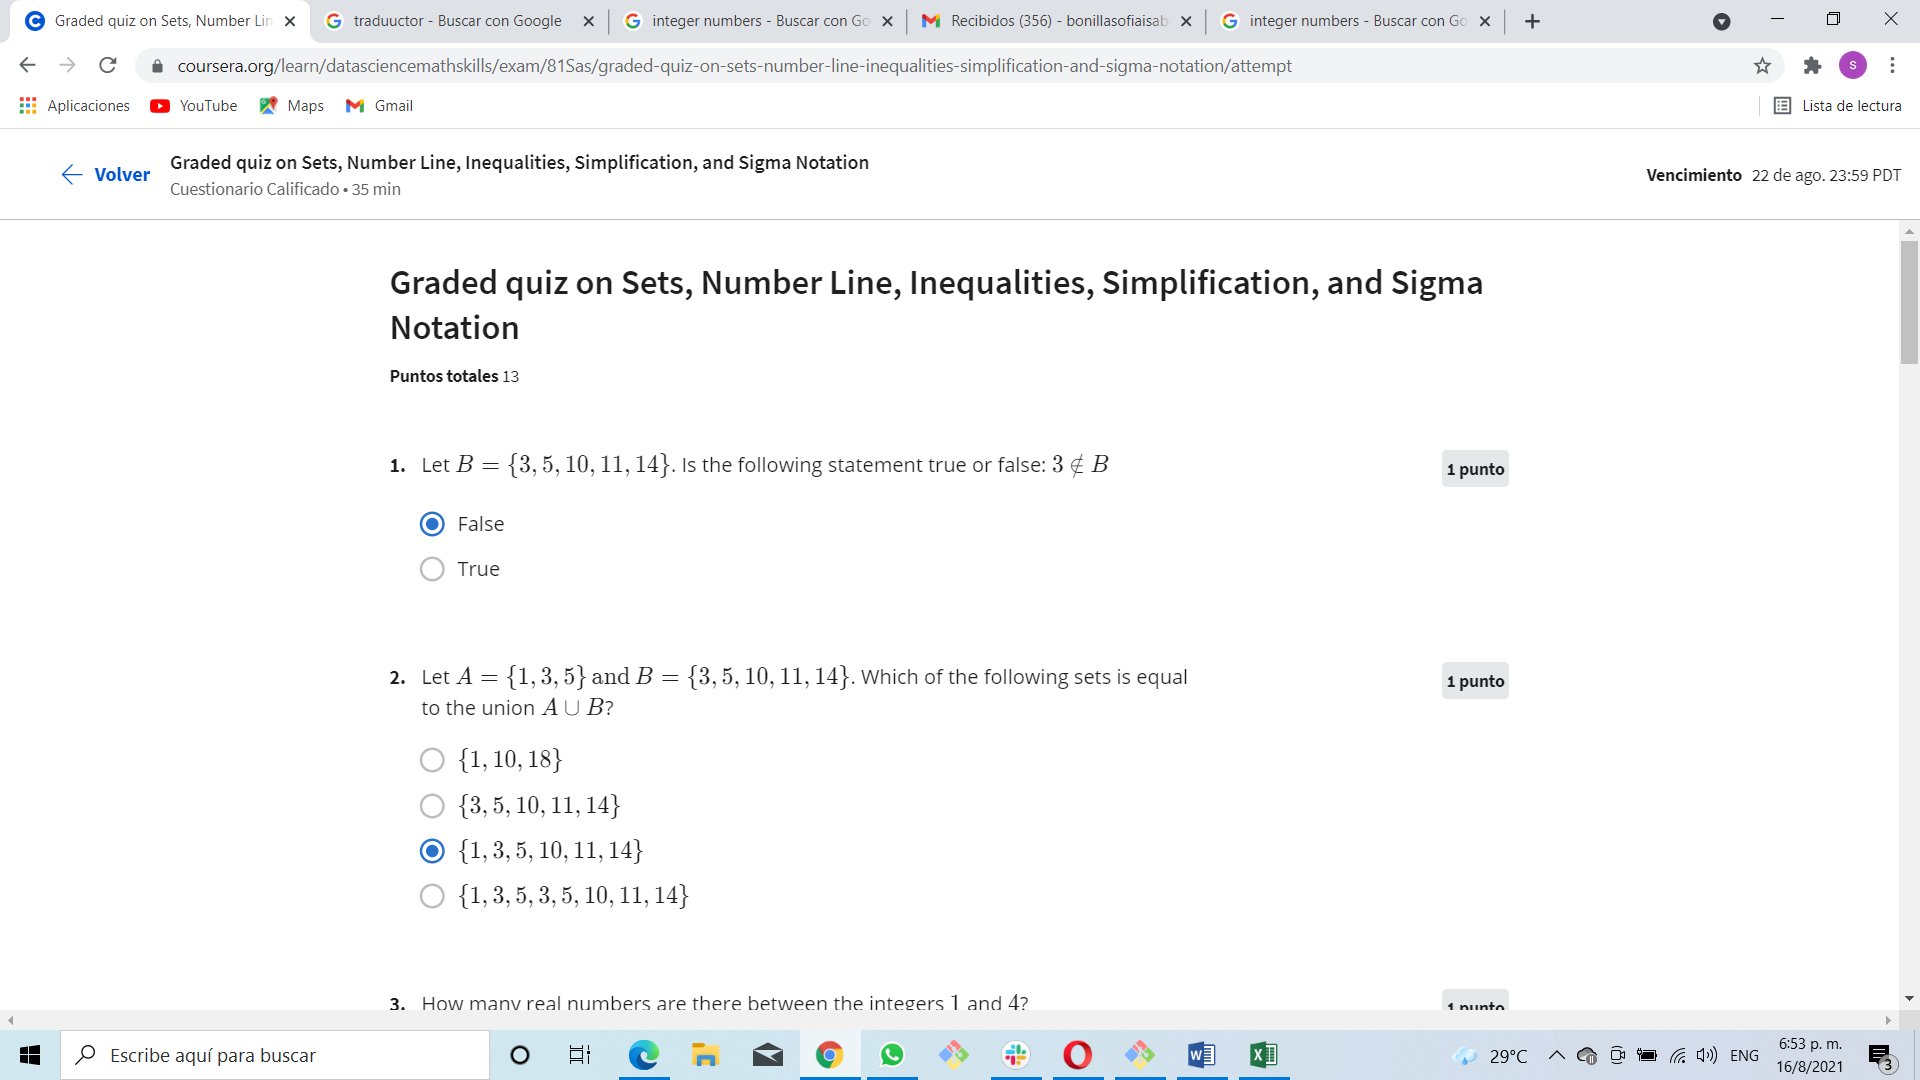 Graded quiz on Sets, Number Lin
traduuctor - Buscar con Google
integer numbers - Buscar con Go
Recibidos (356) - bonillasofiaisab
integer numbers - Buscar con Go
coursera.org/learn/datasciencemathskills/exam/81Sas/graded-quiz-on-sets-number-line-inequalities-simplification-and-sigma-notation/attempt
S
Aplicaciones YouTube Maps Gmail Lista de lectura
Volver
Graded quiz on Sets, Number Line, Inequalities, Simplification, and Sigma Notation
Cuestionario Calificado • 35 min
Vencimiento 22 de ago. 23:59 PDT
Graded quiz on Sets, Number Line, Inequalities, Simplification, and Sigma
Notation
Puntos totales 13
1. Let B = {3, 5, 10, 11, 14}. Is the following statement true or false: 3 ∉ B
1 punto
False
True
2. Let A = {1, 3, 5} and B = {3, 5, 10, 11, 14}. Which of the following sets is equal
to the union A ∪ B?
1 punto
{1, 10, 18}
{3, 5, 10, 11, 14}
{1, 3, 5, 10, 11, 14}
{1, 3, 5, 3, 5, 10, 11, 14}
3. How many real numbers are there between the integers 1 and 4?
1 punto
Escribe aquí para buscar
29°C ENG
6:53 p. m.
16/8/2021
3